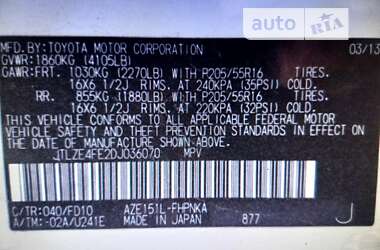 AUTO RIA
MFD.BY:TOYOTA MOTOR CORPORATION 03/13
GVWR:1860KG (4105LB)
GAWR:FRT. 1030KG (2270LB) WITH P205/55R16 TIRES.
16X6 1/2J RIMS, AT 240KPA (35PSI) COLD.
RR. 855KG (1880LB) WITH P205/55R16 TIRES.
16X6 1/2J RIMS, AT 220KPA (32PSI) COLD.
THIS VEHICLE CONFORMS TO ALL APPLICABLE
FEDERAL MOTOR VEHICLE SAFETY, BUMPER, AND
THEFT PREVENTION STANDARDS IN EFFECT ON THE
DATE OF MANUFACTURE SHOWN ABOVE.
JTLZE4FE2DJ036070 MPV
C/TR:040/FD10 AZE151L-FHPNKA
A/TM:-02A/U241E MADE IN JAPAN 877 J